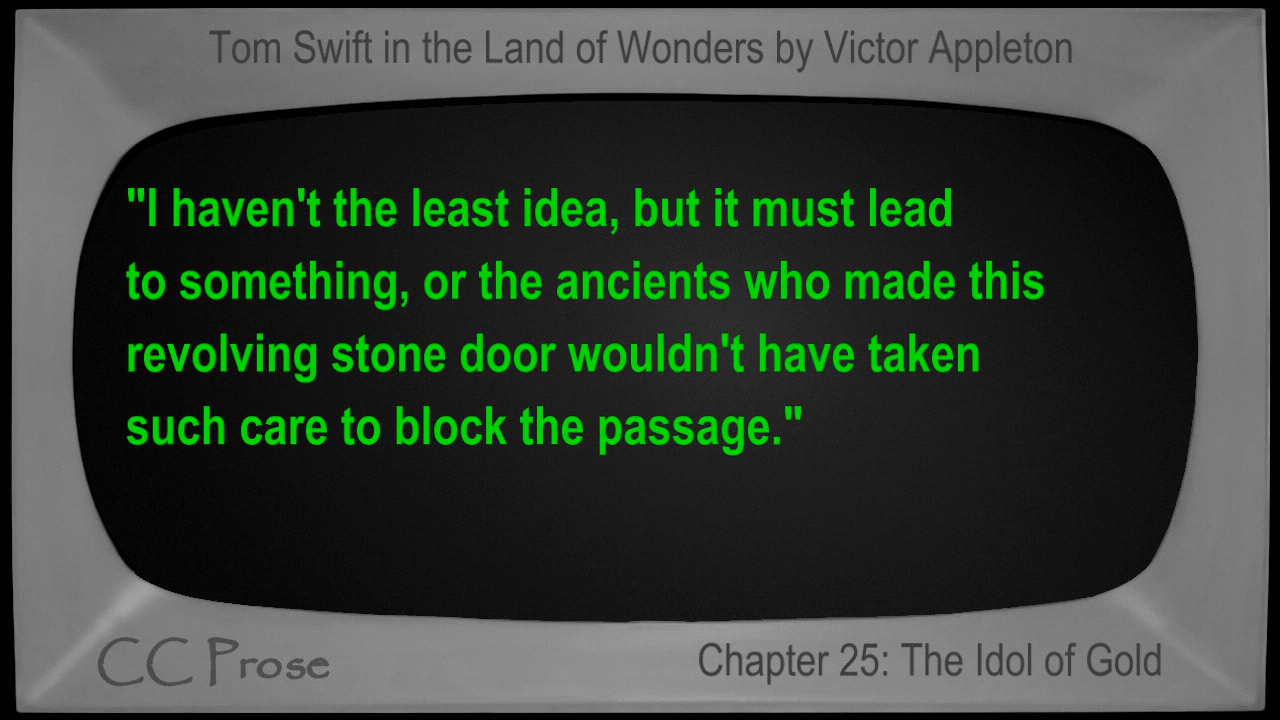 Tom Swift in the Land of Wonders by Victor Appleton
"I haven't the least idea, but it must lead
to something, or the ancients who made this
revolving stone door wouldn't have taken
such care to block the passage."
CC Prose
Chapter 25: The Idol of Gold